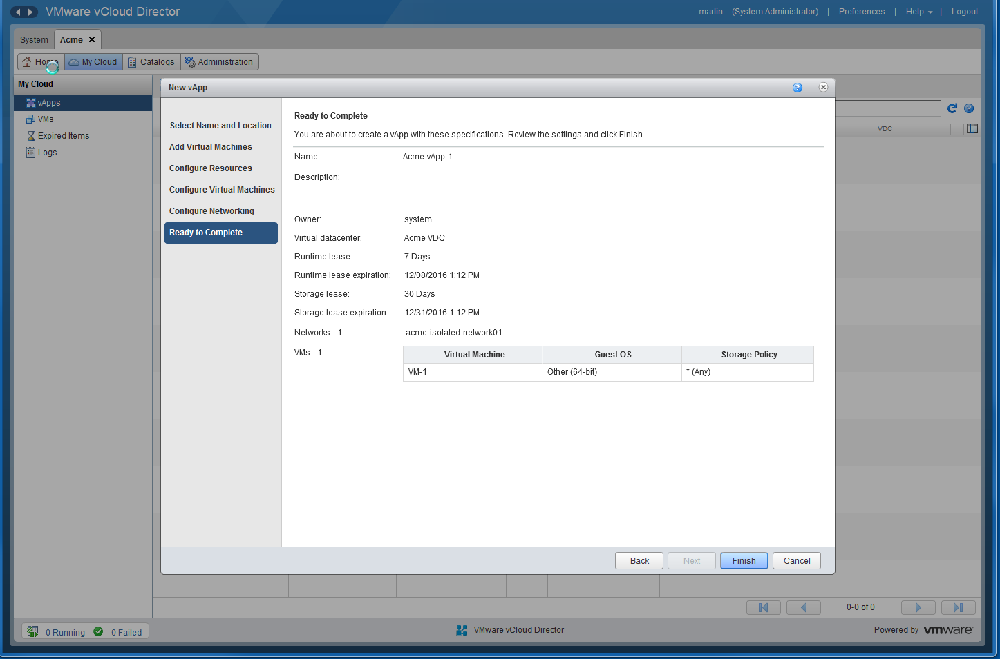 VMware vCloud Director
martin (System Administrator) | Preferences | Help | Logout
System Acme
Home My Cloud Catalogs Administration
My Cloud
vApps
VMs
Expired Items
Logs
VDC
New vApp
Select Name and Location
Add Virtual Machines
Configure Resources
Configure Virtual Machines
Configure Networking
Ready to Complete
Ready to Complete
You are about to create a vApp with these specifications. Review the settings and click Finish.
Name: Acme-vApp-1
Description:
Owner: system
Virtual datacenter: Acme VDC
Runtime lease: 7 Days
Runtime lease expiration: 12/08/2016 1:12 PM
Storage lease: 30 Days
Storage lease expiration: 12/31/2016 1:12 PM
Networks - 1: acme-isolated-network01
VMs - 1:
Virtual Machine Guest OS Storage Policy
VM-1 Other (64-bit) * (Any)
Back Next Finish Cancel
0-0 of 0
0 Running 0 Failed
VMware vCloud Director
Powered by vmware